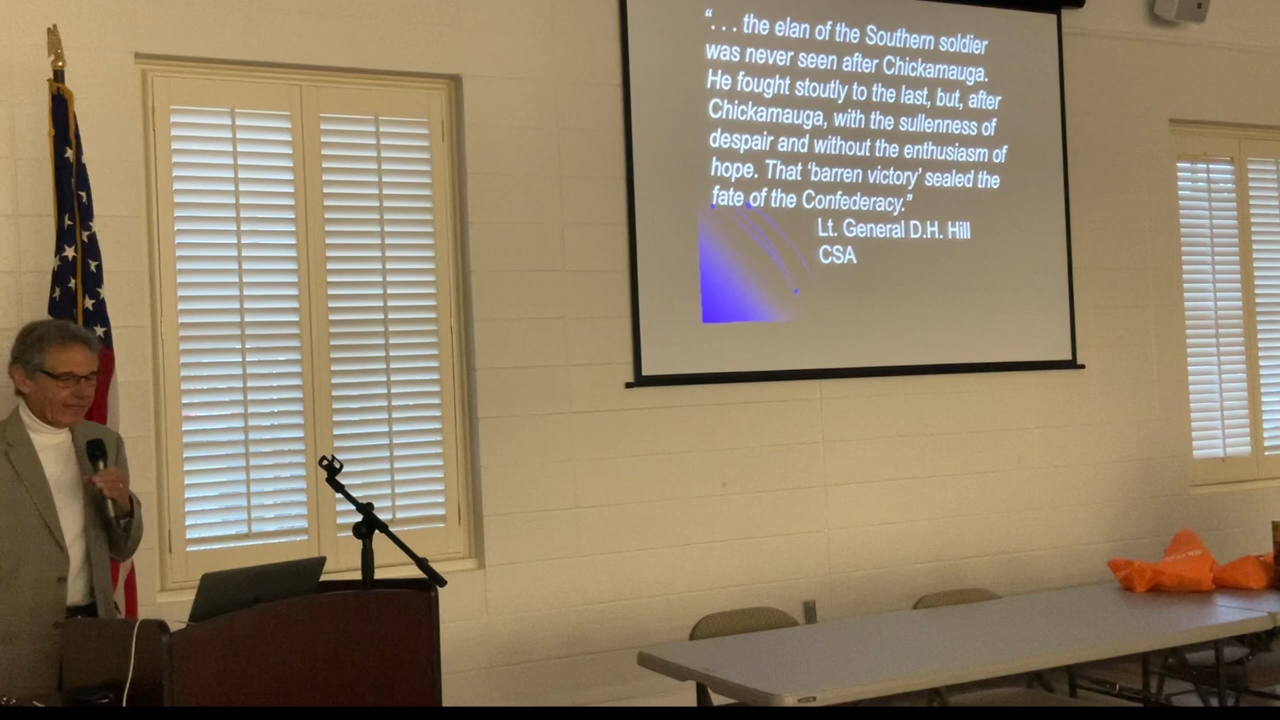 “. . . the elan of the Southern soldier
was never seen after Chickamauga.
He fought stoutly to the last, but, after
Chickamauga, with the sullenness of
despair and without the enthusiasm of
hope. That ‘barren victory’ sealed the
fate of the Confederacy.”
Lt. General D.H. Hill
CSA